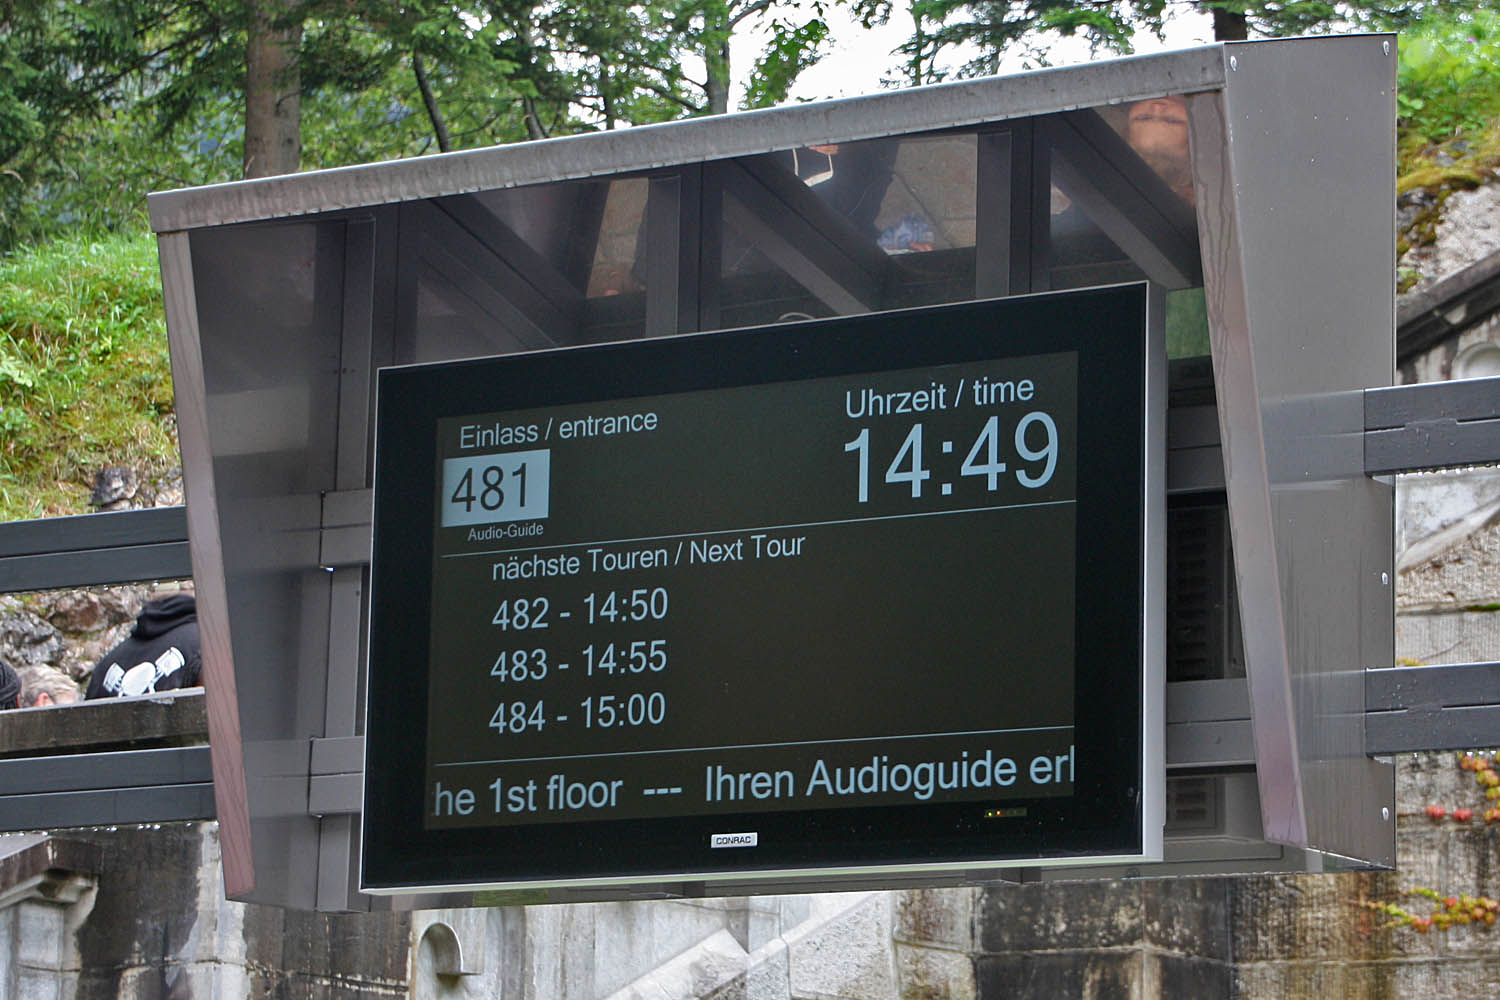 Einlass / entrance
Uhrzeit / time
481
14:49
Audio-Guide
nächste Touren / Next Tour
482 - 14:50
483 - 14:55
484 - 15:00
he 1st floor --- Ihren Audioguide erl
CONRAC